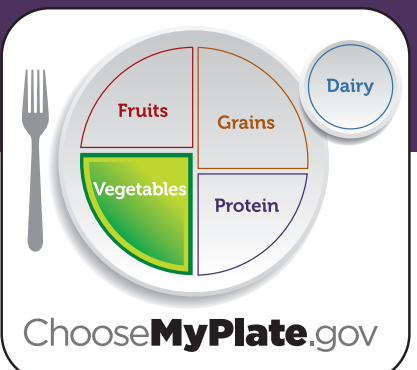 Fruits
Grains
Dairy
Vegetables
Protein
ChooseMyPlate.gov